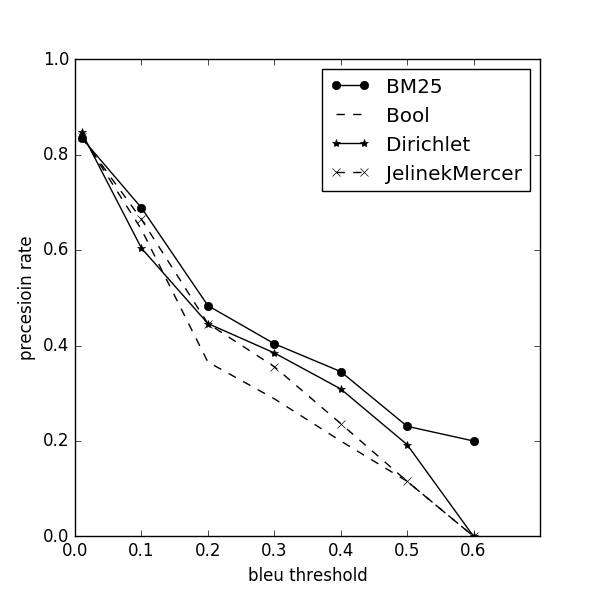 1.0
0.8
0.6
0.4
0.2
0.0
precesioin rate
BM25
Bool
Dirichlet
JelinekMercer
0.0 0.1 0.2 0.3 0.4 0.5 0.6
bleu threshold